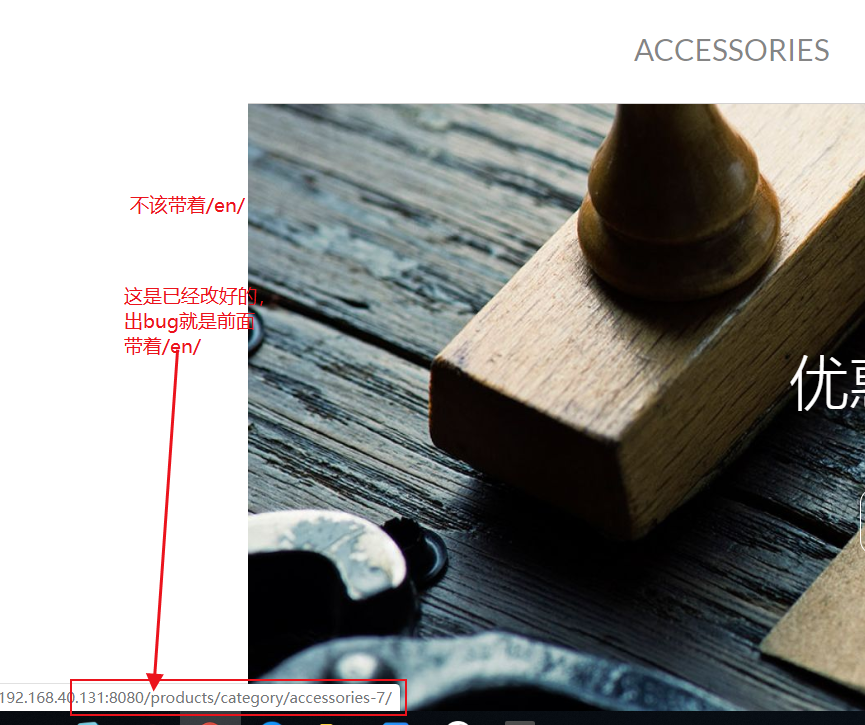 ACCESSORIES
不该带着/en/
这是已经改好的，
出bug就是前面
带着/en/
优惠
192.168.40.131:8080/products/category/accessories-7/